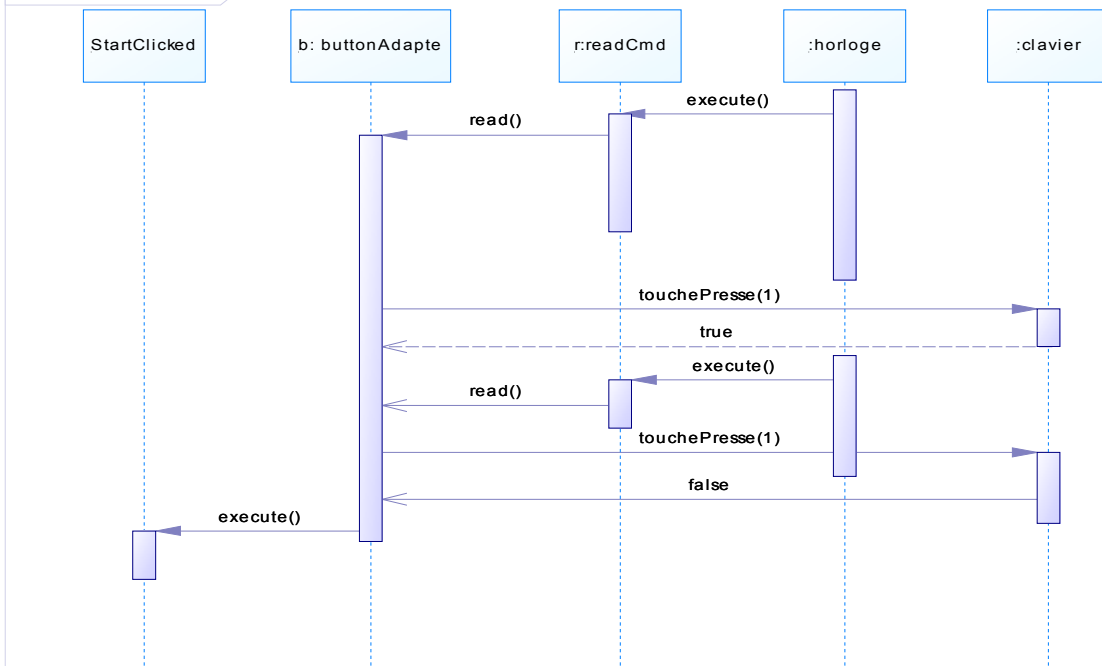 StartClicked
b: buttonAdapte
r:readCmd
:horloge
:clavier
execute()
read()
touchePresse(1)
true
execute()
read()
touchePresse(1)
false
execute()